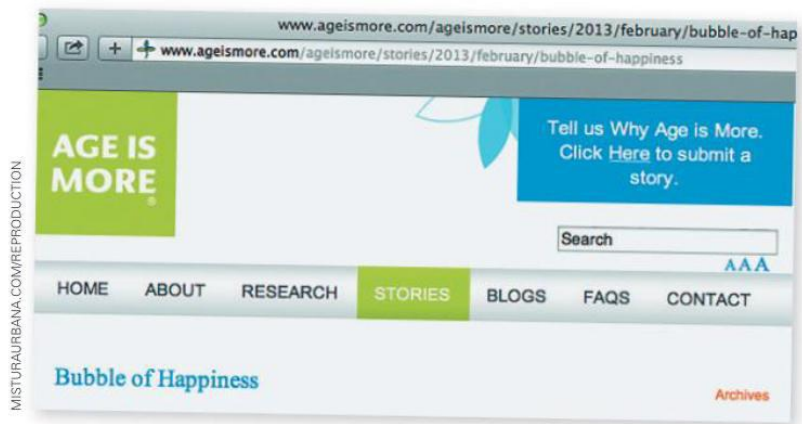 www.ageismore.com/ageismore/stories/2013/february/bubble-of-hap
www.ageismore.com/ageismore/stories/2013/february/bubble-of-happiness
AGE IS
MORE
®
Tell us Why Age is More.
Click Here to submit a
story.
Search
A A A
HOME ABOUT RESEARCH STORIES BLOGS FAQS CONTACT
Bubble of Happiness
Archives
MISTURAURBANA.COM/REPRODUCTION